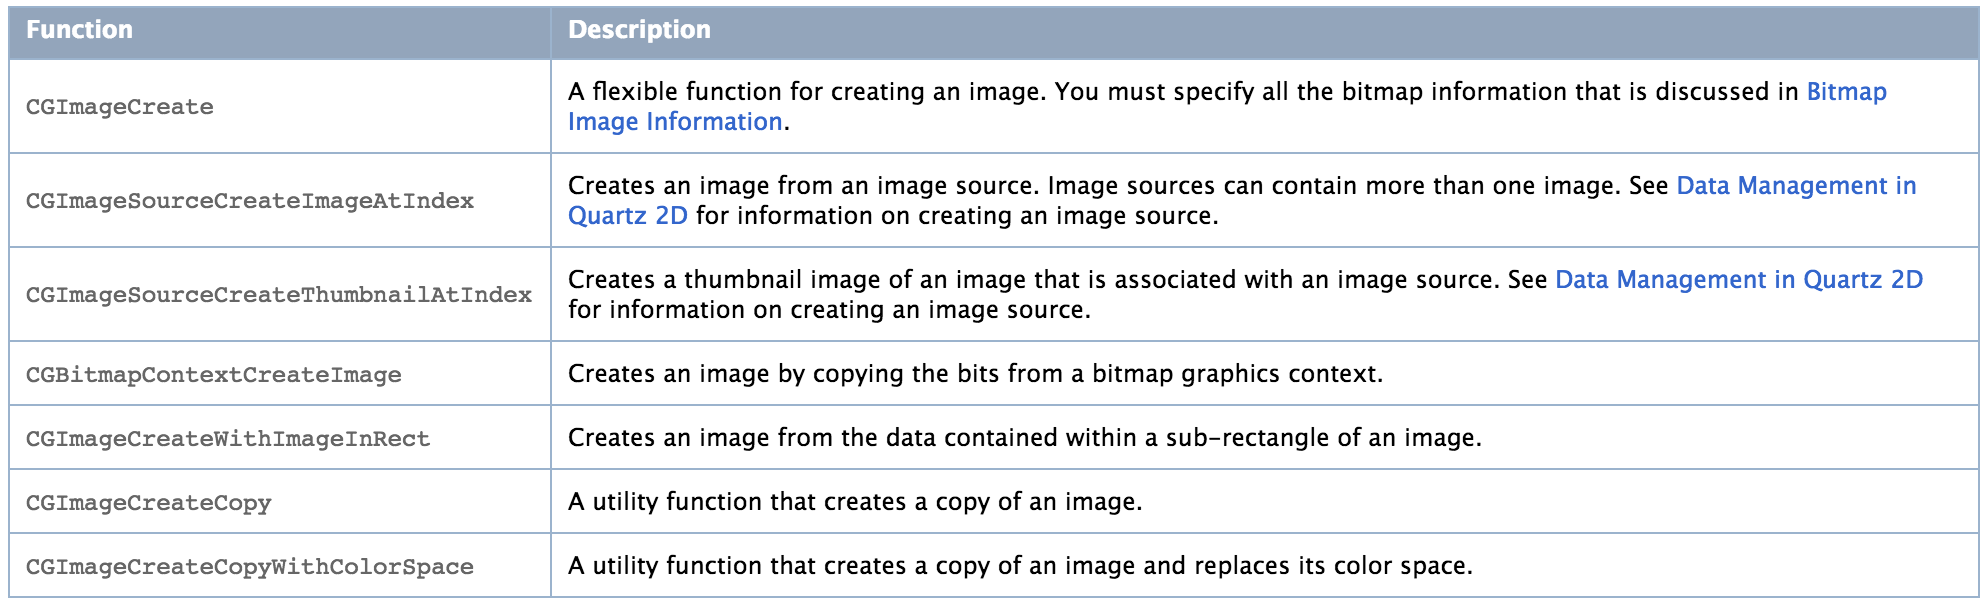 Function Description
CGImageCreate
A flexible function for creating an image. You must specify all the bitmap information that is discussed in Bitmap
Image Information.
CGImageSourceCreateImageAtIndex
Creates an image from an image source. Image sources can contain more than one image. See Data Management in
Quartz 2D for information on creating an image source.
CGImageSourceCreateThumbnailAtIndex
Creates a thumbnail image of an image that is associated with an image source. See Data Management in Quartz 2D
for information on creating an image source.
CGBitmapContextCreateImage Creates an image by copying the bits from a bitmap graphics context.
CGImageCreateWithImageInRect Creates an image from the data contained within a sub-rectangle of an image.
CGImageCreateCopy A utility function that creates a copy of an image.
CGImageCreateCopyWithColorSpace A utility function that creates a copy of an image and replaces its color space.